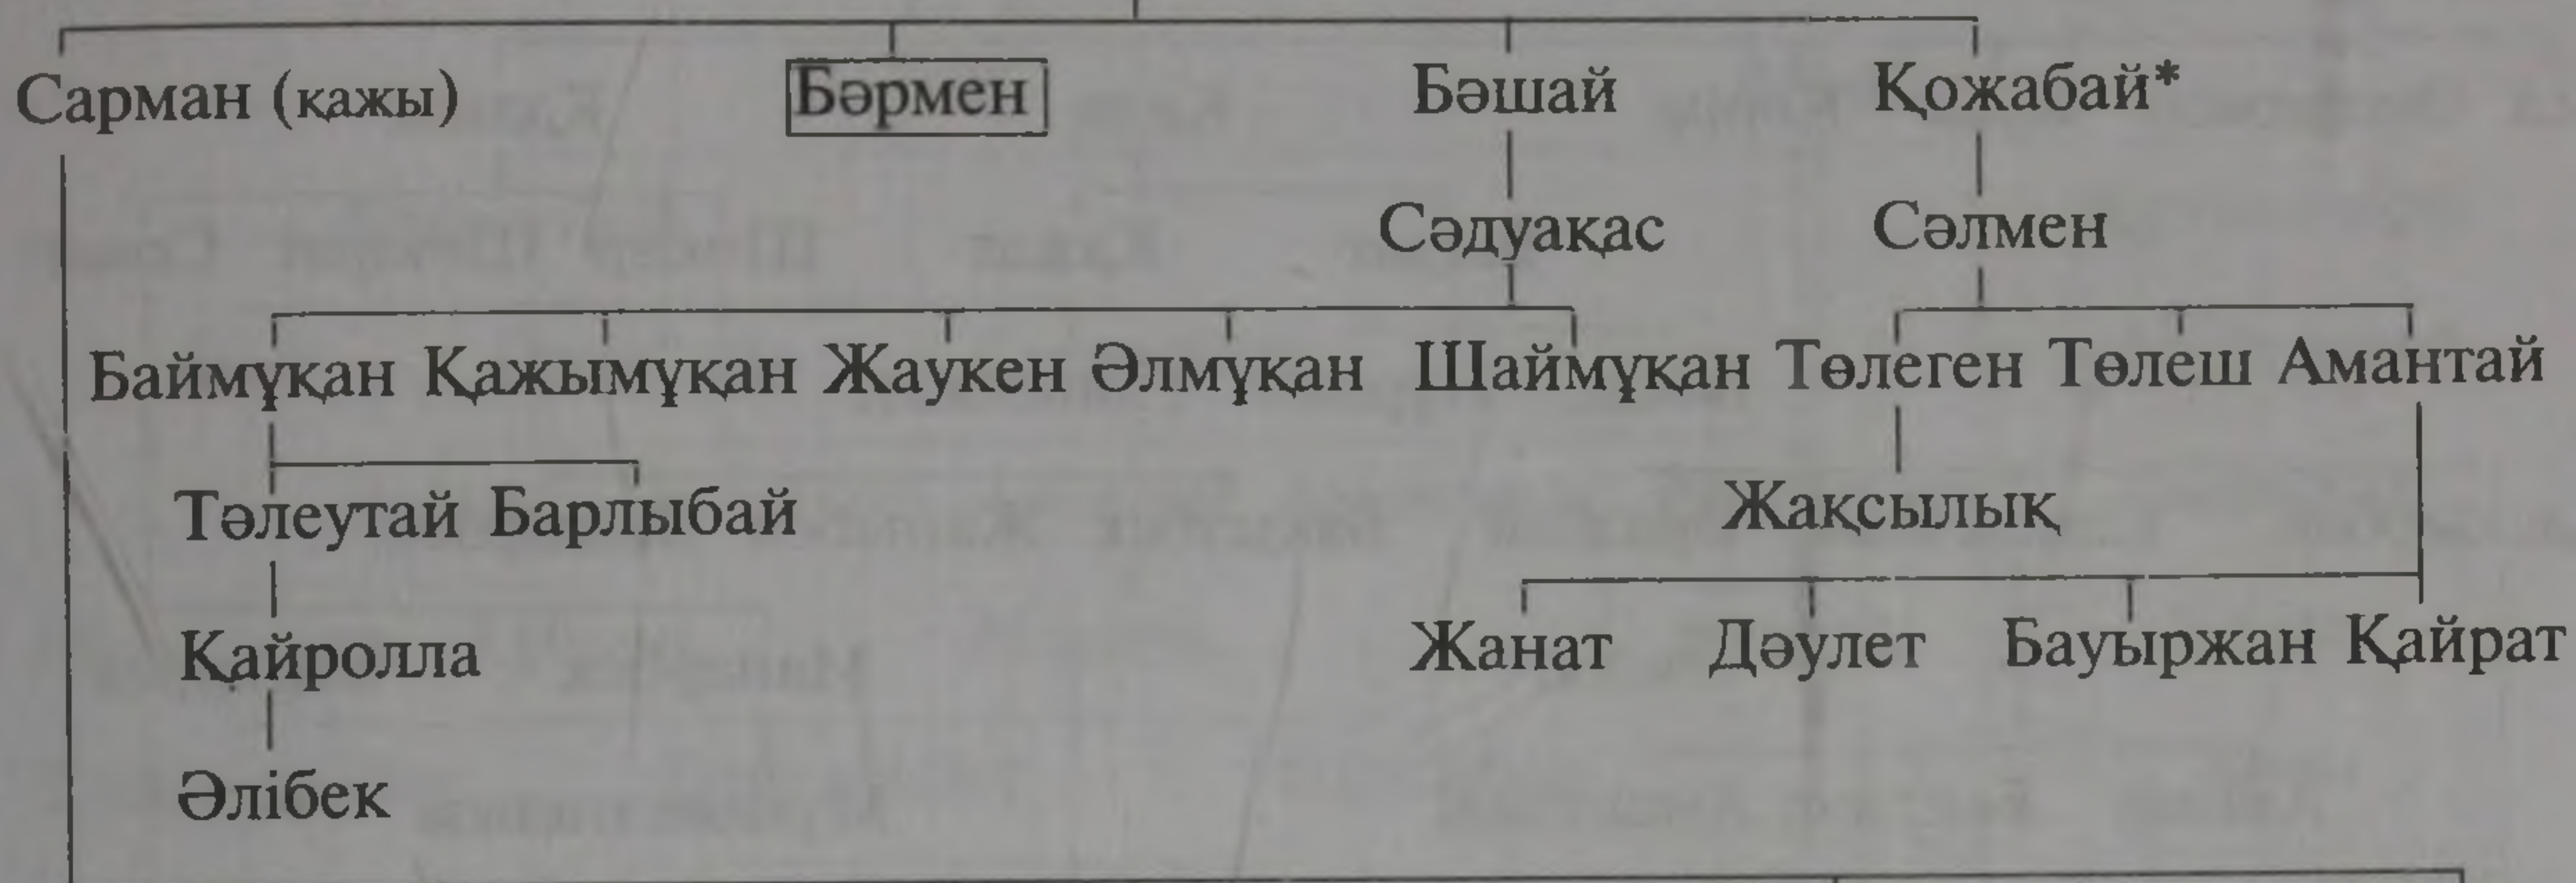 Сарман (қажы) Бәрмен Бәшай Қожабай*
Сәдуақас Сәлмен
Баймұқан Қажымұқан Жаукен Әлмұқан Шаймұқан Төлеген Төлеш Амантай
Төлеутай Барлыбай Жақсылық
Қайролла Жанат Дәулет Бауыржан Қайрат
Әлібек